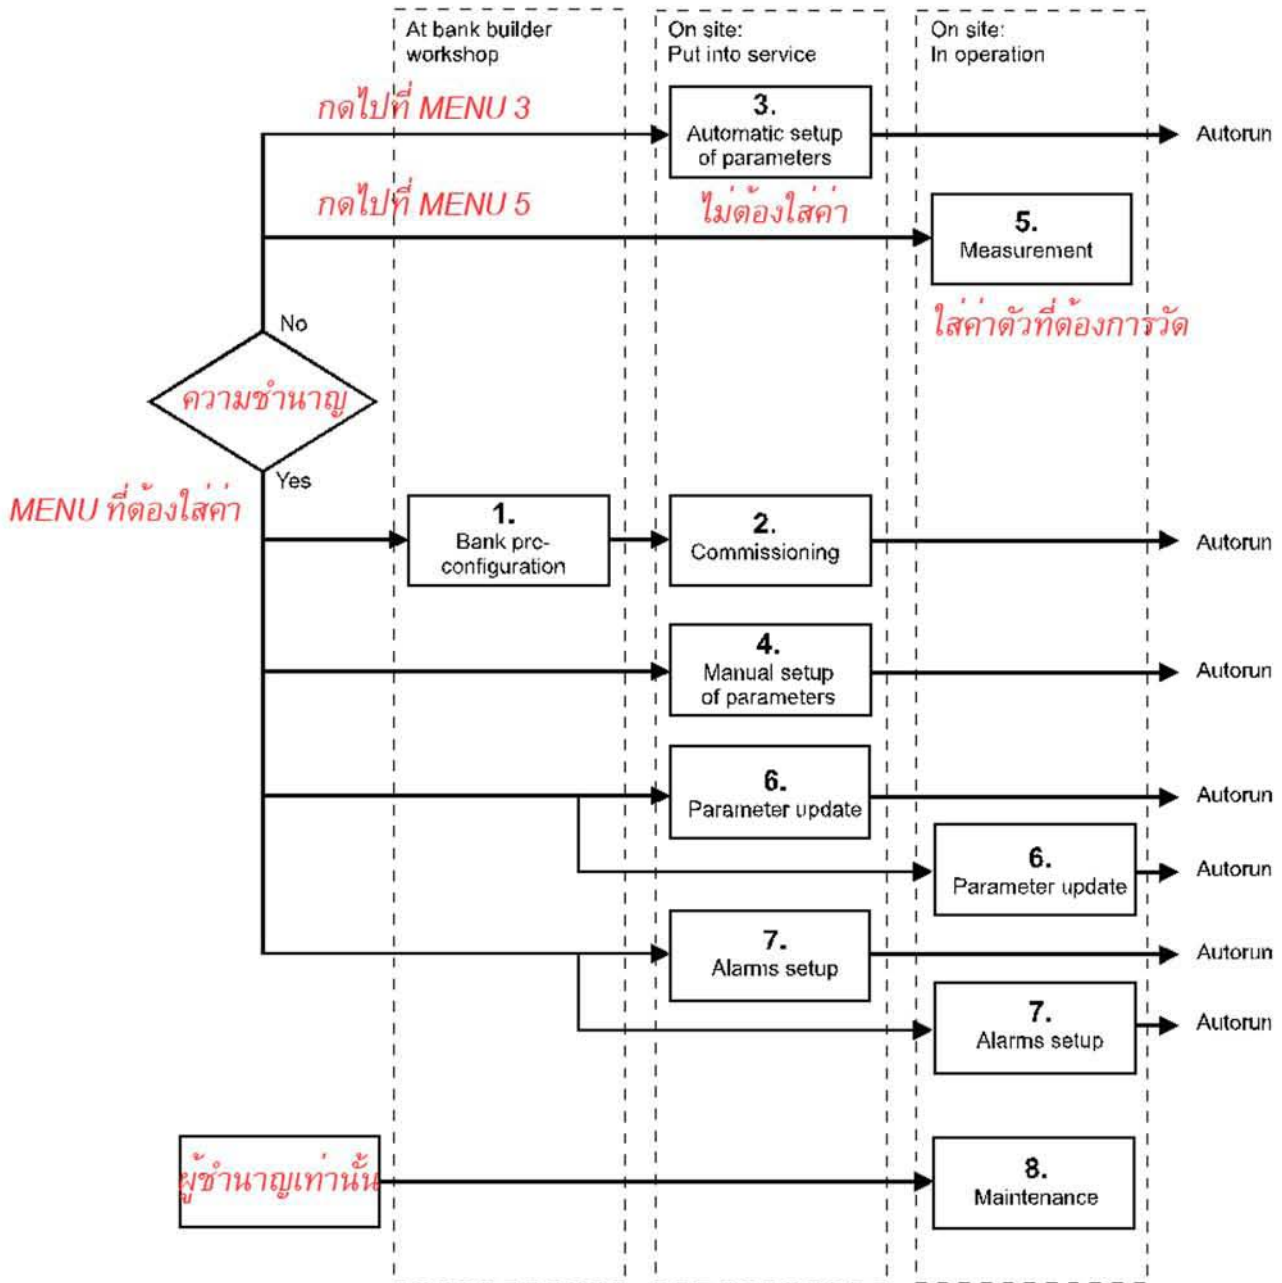 At bank builder
workshop
On site:
Put into service
On site:
In operation
กดไปที่ MENU 3
3.
Automatic setup
of parameters
Autorun
กดไปที่ MENU 5
ไม่ต้องใส่ค่า
5.
Measurement
ใส่ค่าตัวที่ต้องการวัด
No
ความชำนาญ
Yes
MENU ที่ต้องใส่ค่า
1.
Bank pre-
configuration
2.
Commissioning
Autorun
4.
Manual setup
of parameters
Autorun
6.
Parameter update
Autorun
6.
Parameter update
Autorun
7.
Alarms setup
Autorun
7.
Alarms setup
Autorun
ผู้ชำนาญเท่านั้น
8.
Maintenance